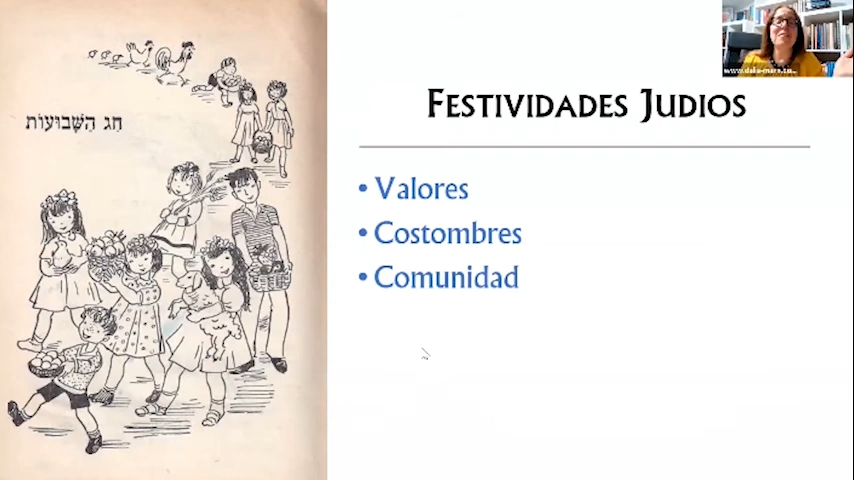 חג השבועות
FESTIVIDADES JUDIOS
• Valores
• Costombres
• Comunidad